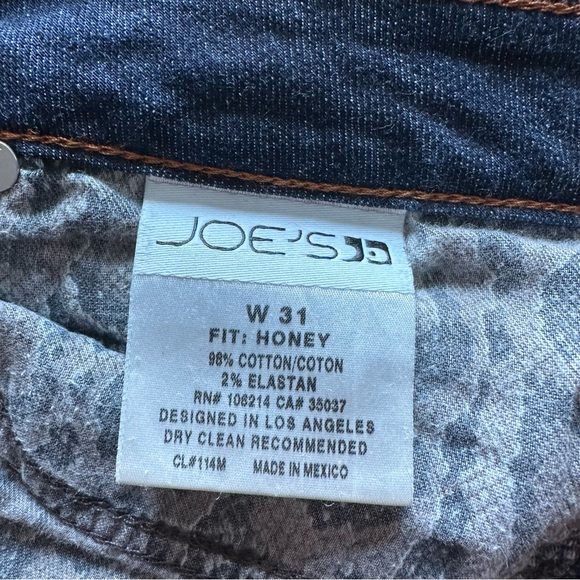 JOE'S
W 31
FIT: HONEY
98% COTTON/COTON
2% ELASTAN
RN# 106214 CA# 35037
DESIGNED IN LOS ANGELES
DRY CLEAN RECOMMENDED
CL#114M MADE IN MEXICO